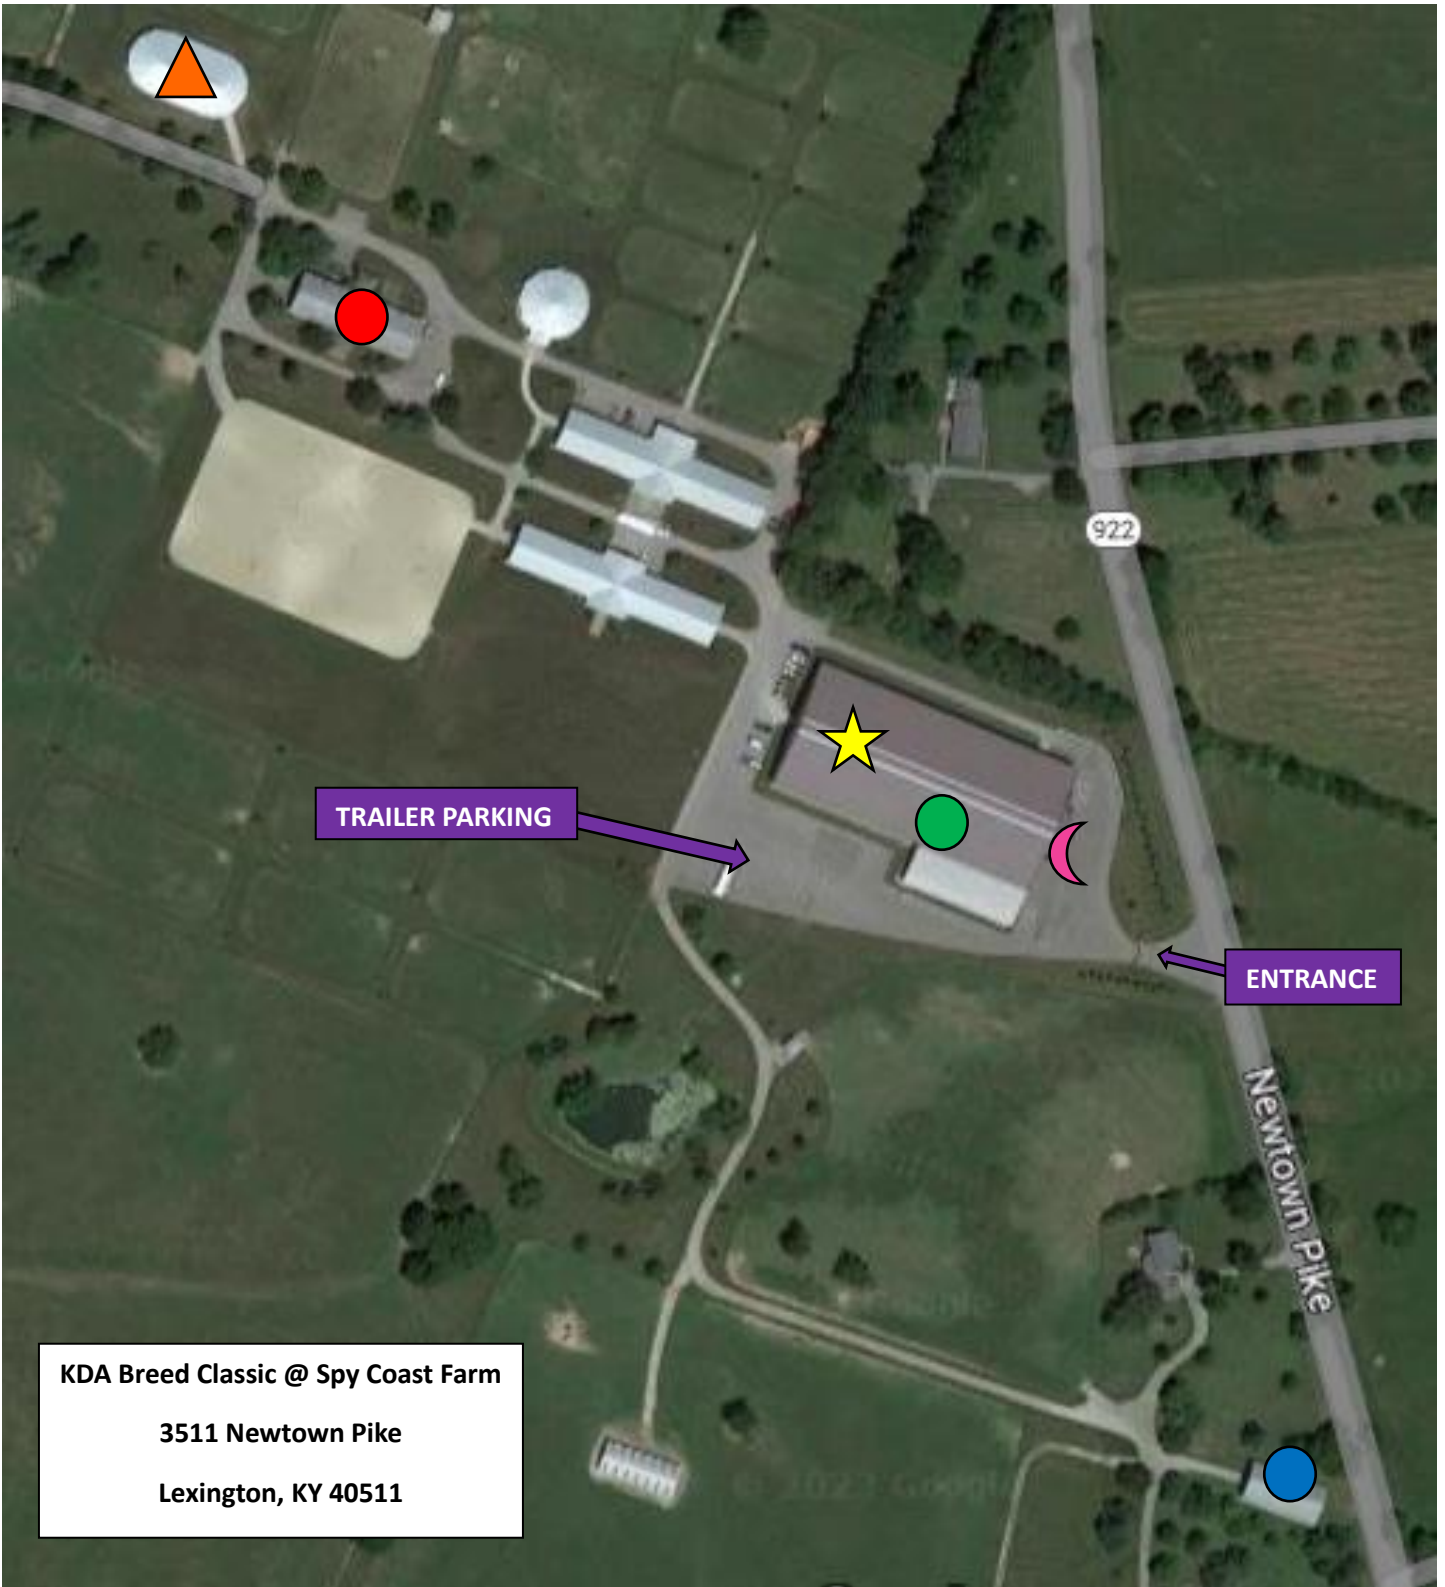 922
TRAILER PARKING
ENTRANCE
Newtown Pike
KDA Breed Classic @ Spy Coast Farm
3511 Newtown Pike
Lexington, KY 40511